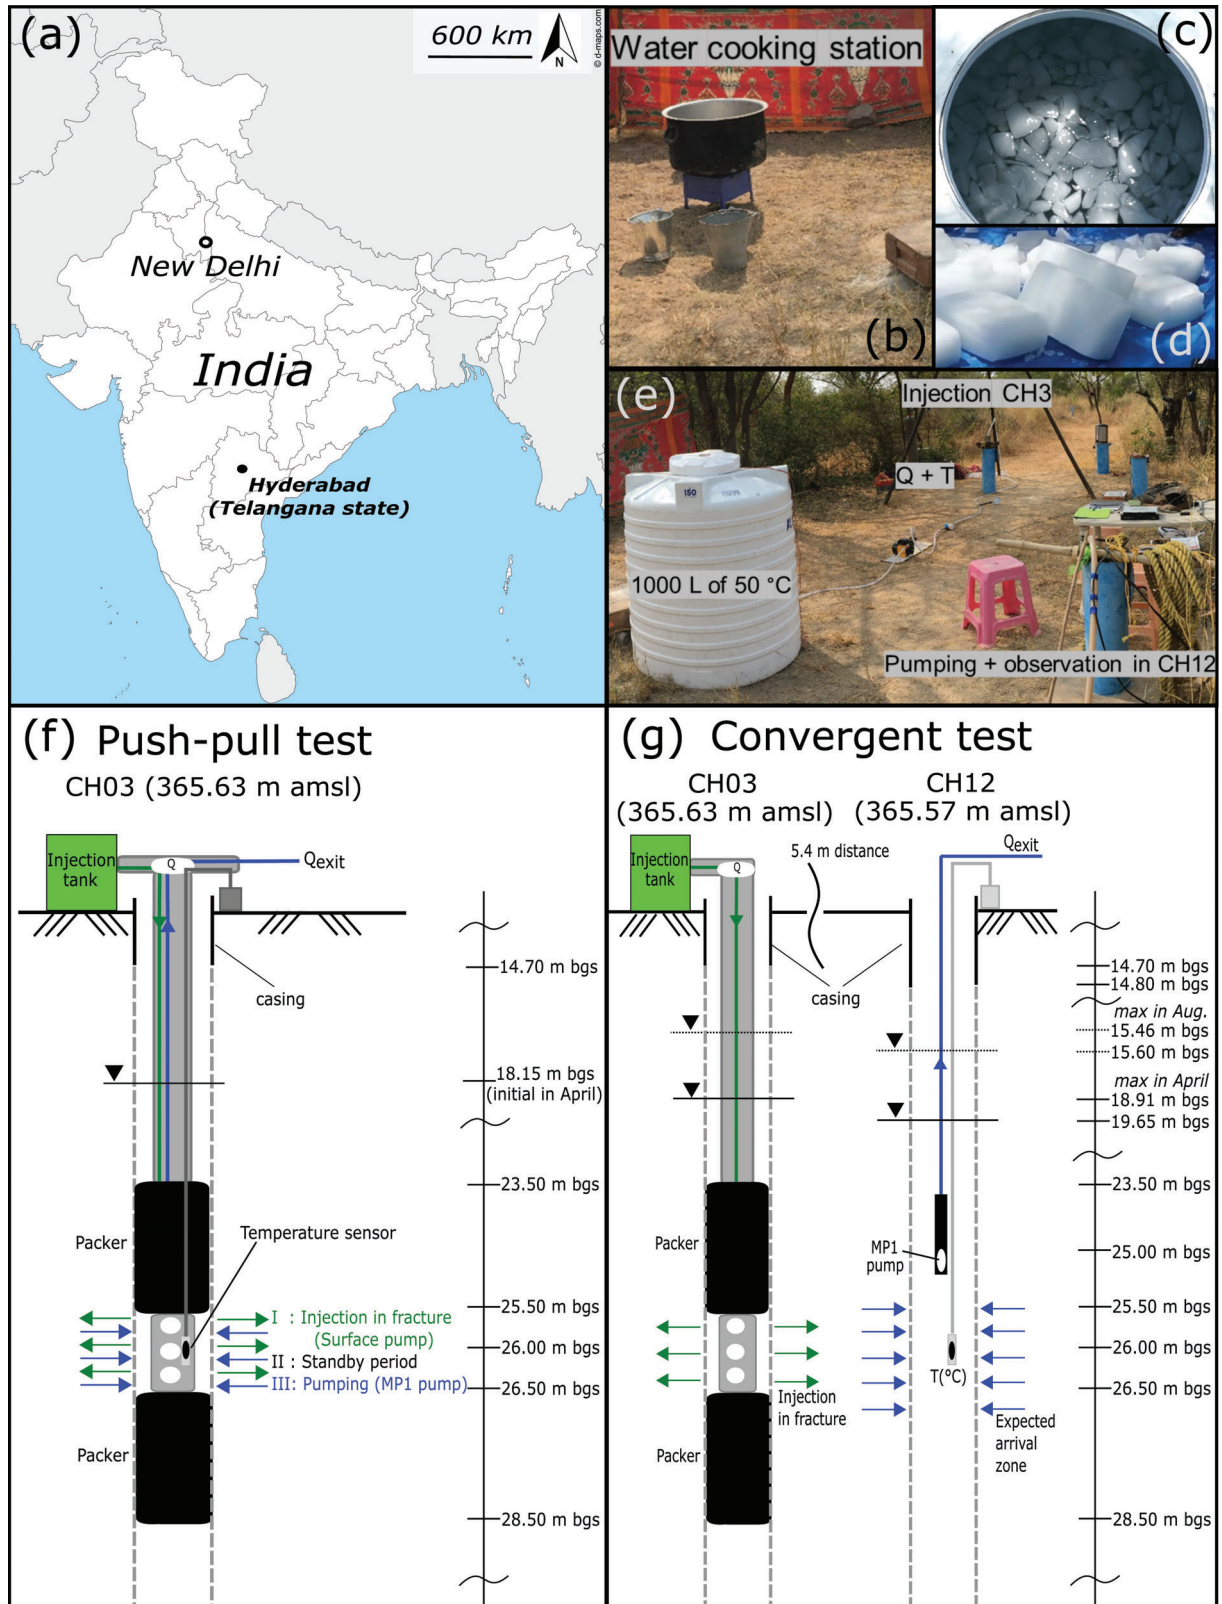 (a)
600 km
N
© d-maps.com
New Delhi
India
Hyderabad
(Telangana state)
Water cooking station
(b)
(c)
(d)
(e)
Injection CH3
Q + T
ISO
1000 L of 50 °C
Pumping + observation in CH12
(f) Push-pull test
CH03 (365.63 m amsl)
Injection
tank
Q
Qexit
14.70 m bgs
casing
18.15 m bgs
(initial in April)
23.50 m bgs
Temperature sensor
Packer
25.50 m bgs
I : Injection in fracture
(Surface pump)
26.00 m bgs
II : Standby period
III: Pumping (MP1 pump)
26.50 m bgs
Packer
28.50 m bgs
(g) Convergent test
CH03
(365.63 m amsl)
CH12
(365.57 m amsl)
Injection
tank
Q
5.4 m distance
Qexit
14.70 m bgs
14.80 m bgs
casing
max in Aug.
15.46 m bgs
15.60 m bgs
max in April
18.91 m bgs
19.65 m bgs
23.50 m bgs
Packer
MP1
pump
25.00 m bgs
25.50 m bgs
26.00 m bgs
T(°C)
26.50 m bgs
Injection
in fracture
Expected
arrival
zone
Packer
28.50 m bgs